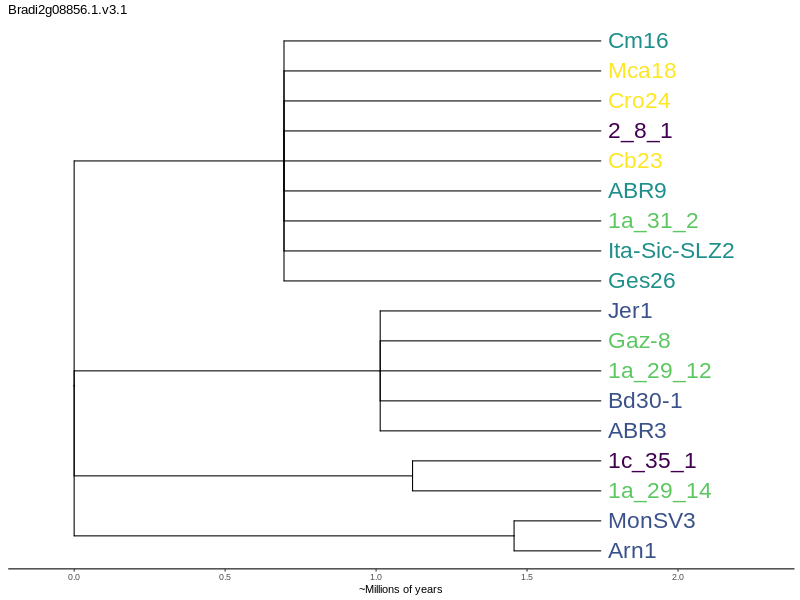 Bradi2g08856.1.v3.1
Cm16
Mca18
Cro24
2_8_1
Cb23
ABR9
1a_31_2
Ita-Sic-SLZ2
Ges26
Jer1
Gaz-8
1a_29_12
Bd30-1
ABR3
1c_35_1
1a_29_14
MonSV3
Arn1
0.0 0.5 1.0 1.5 2.0
~Millions of years